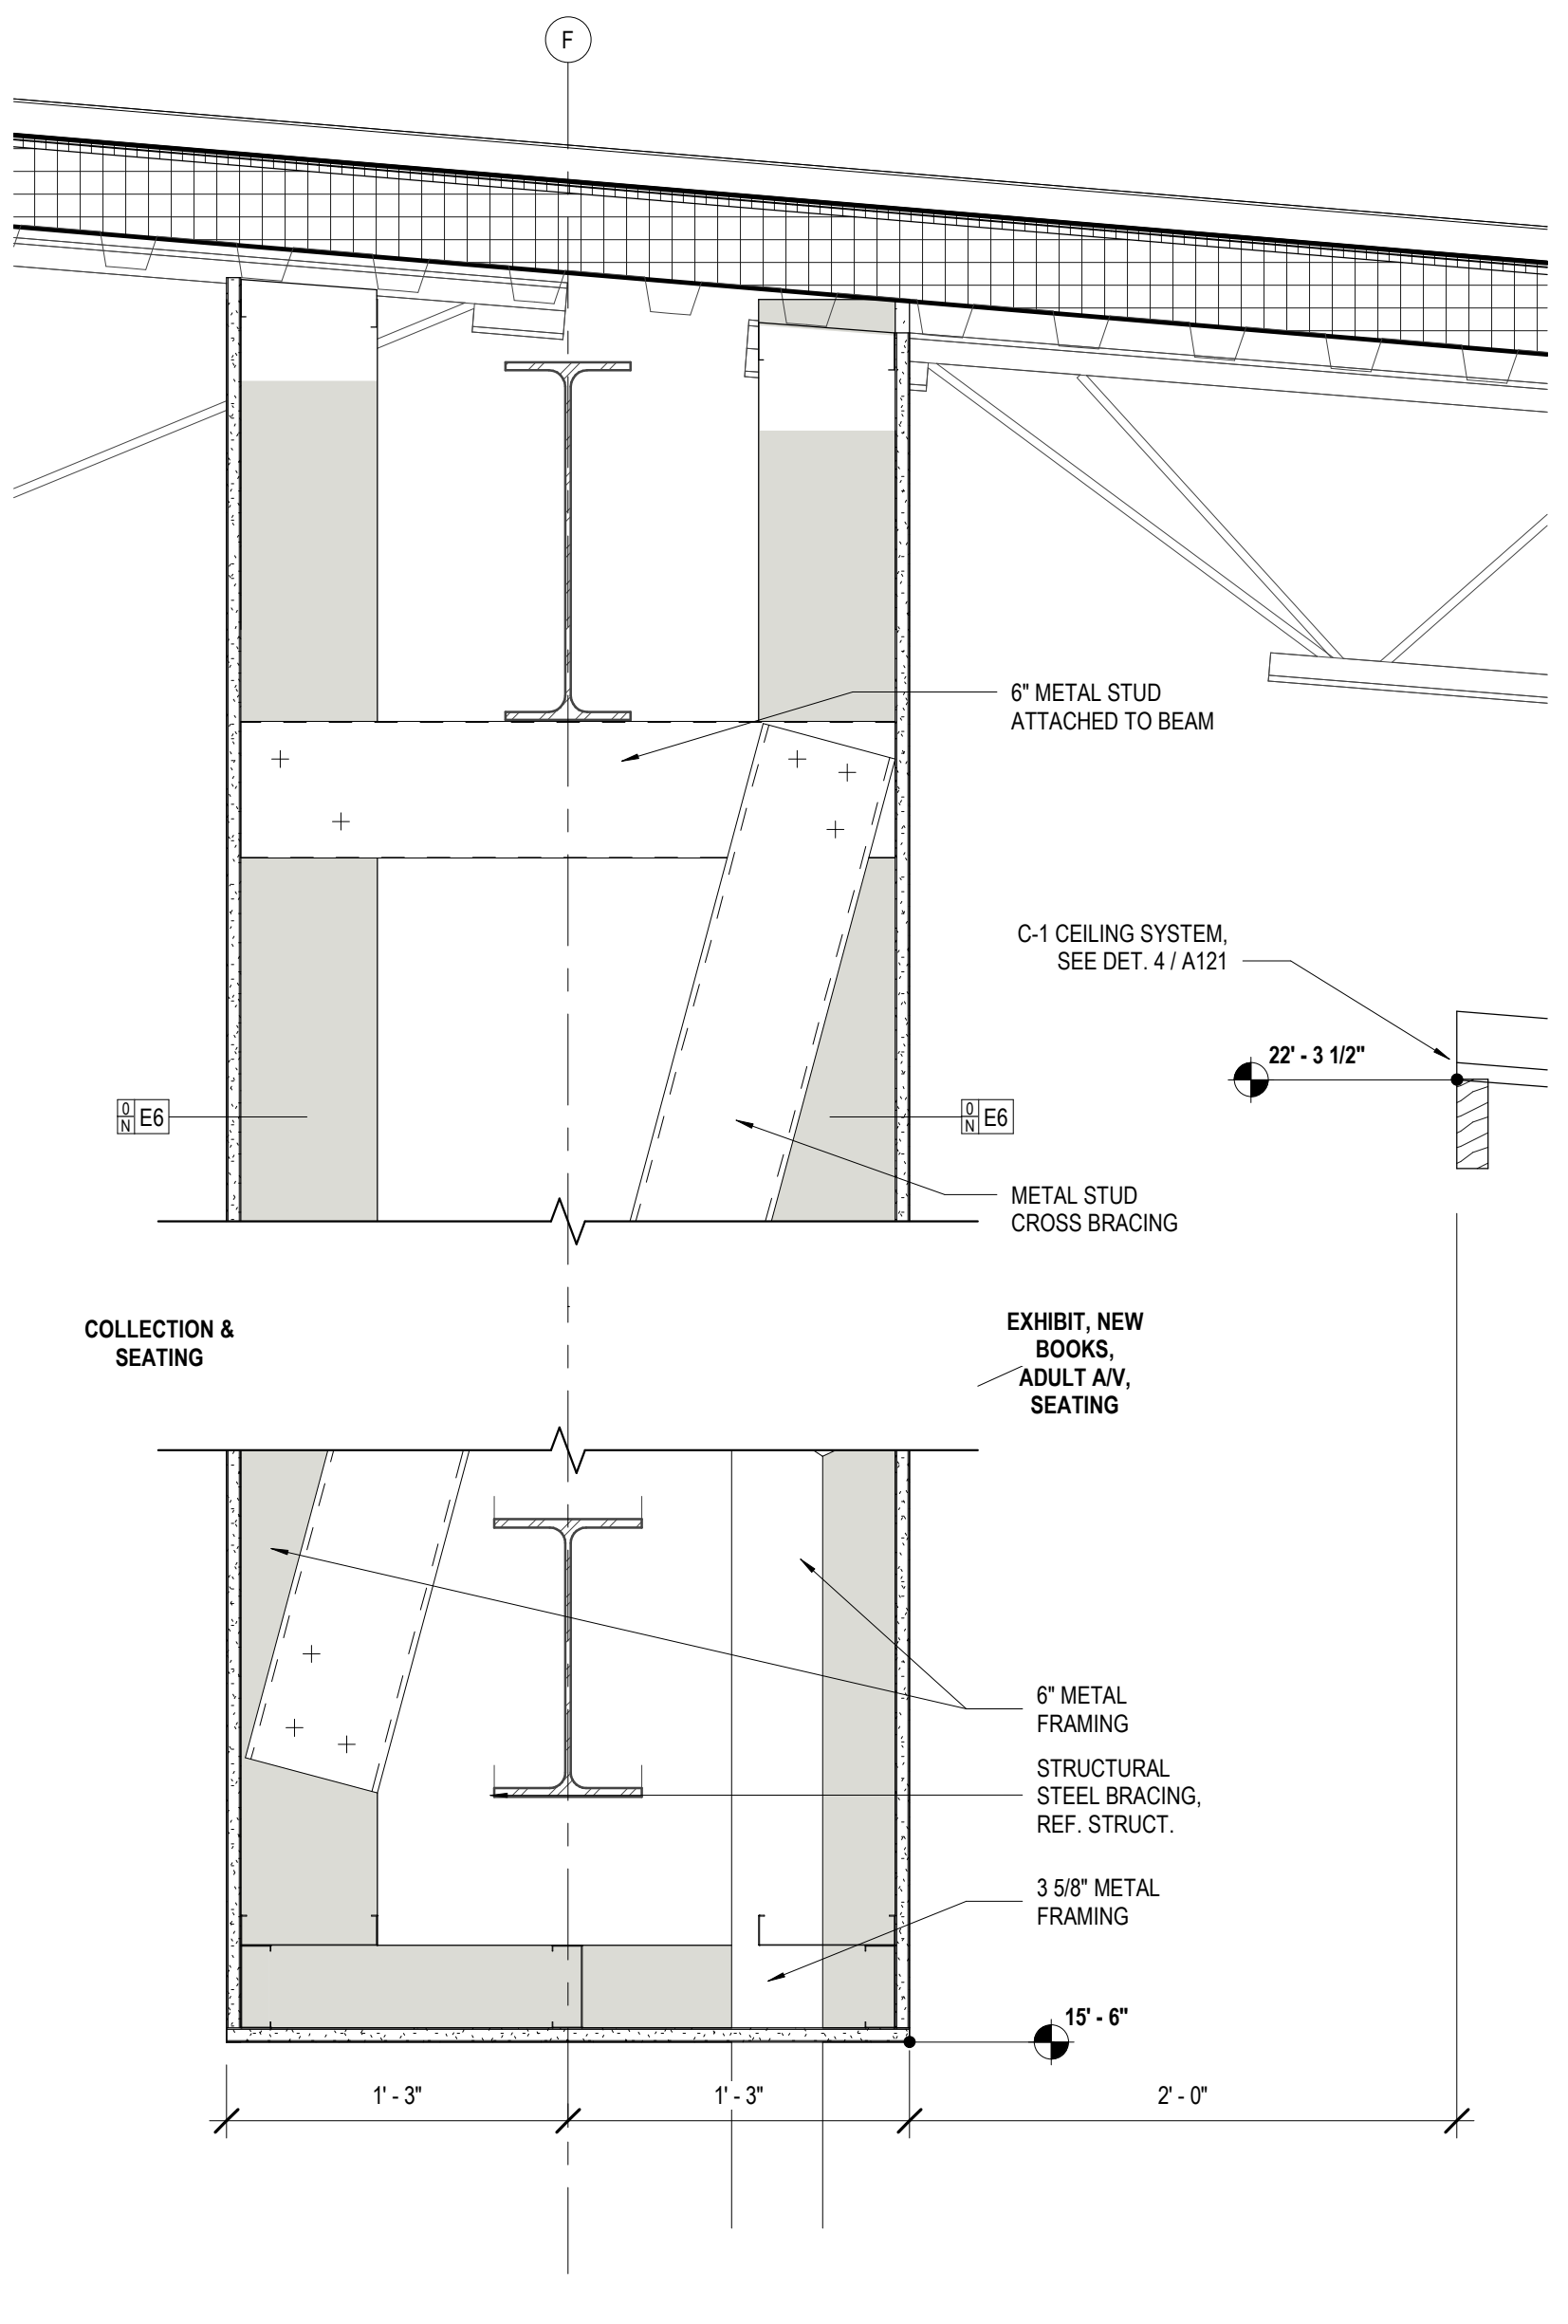 F
6" METAL STUD
ATTACHED TO BEAM
C-1 CEILING SYSTEM,
SEE DET. 4 / A121
22' - 3 1/2"
0
N
E6
0
N
E6
METAL STUD
CROSS BRACING
COLLECTION &
SEATING
EXHIBIT, NEW
BOOKS,
ADULT A/V,
SEATING
6" METAL
FRAMING
STRUCTURAL
STEEL BRACING,
REF. STRUCT.
3 5/8" METAL
FRAMING
15' - 6"
1' - 3"
1' - 3"
2' - 0"